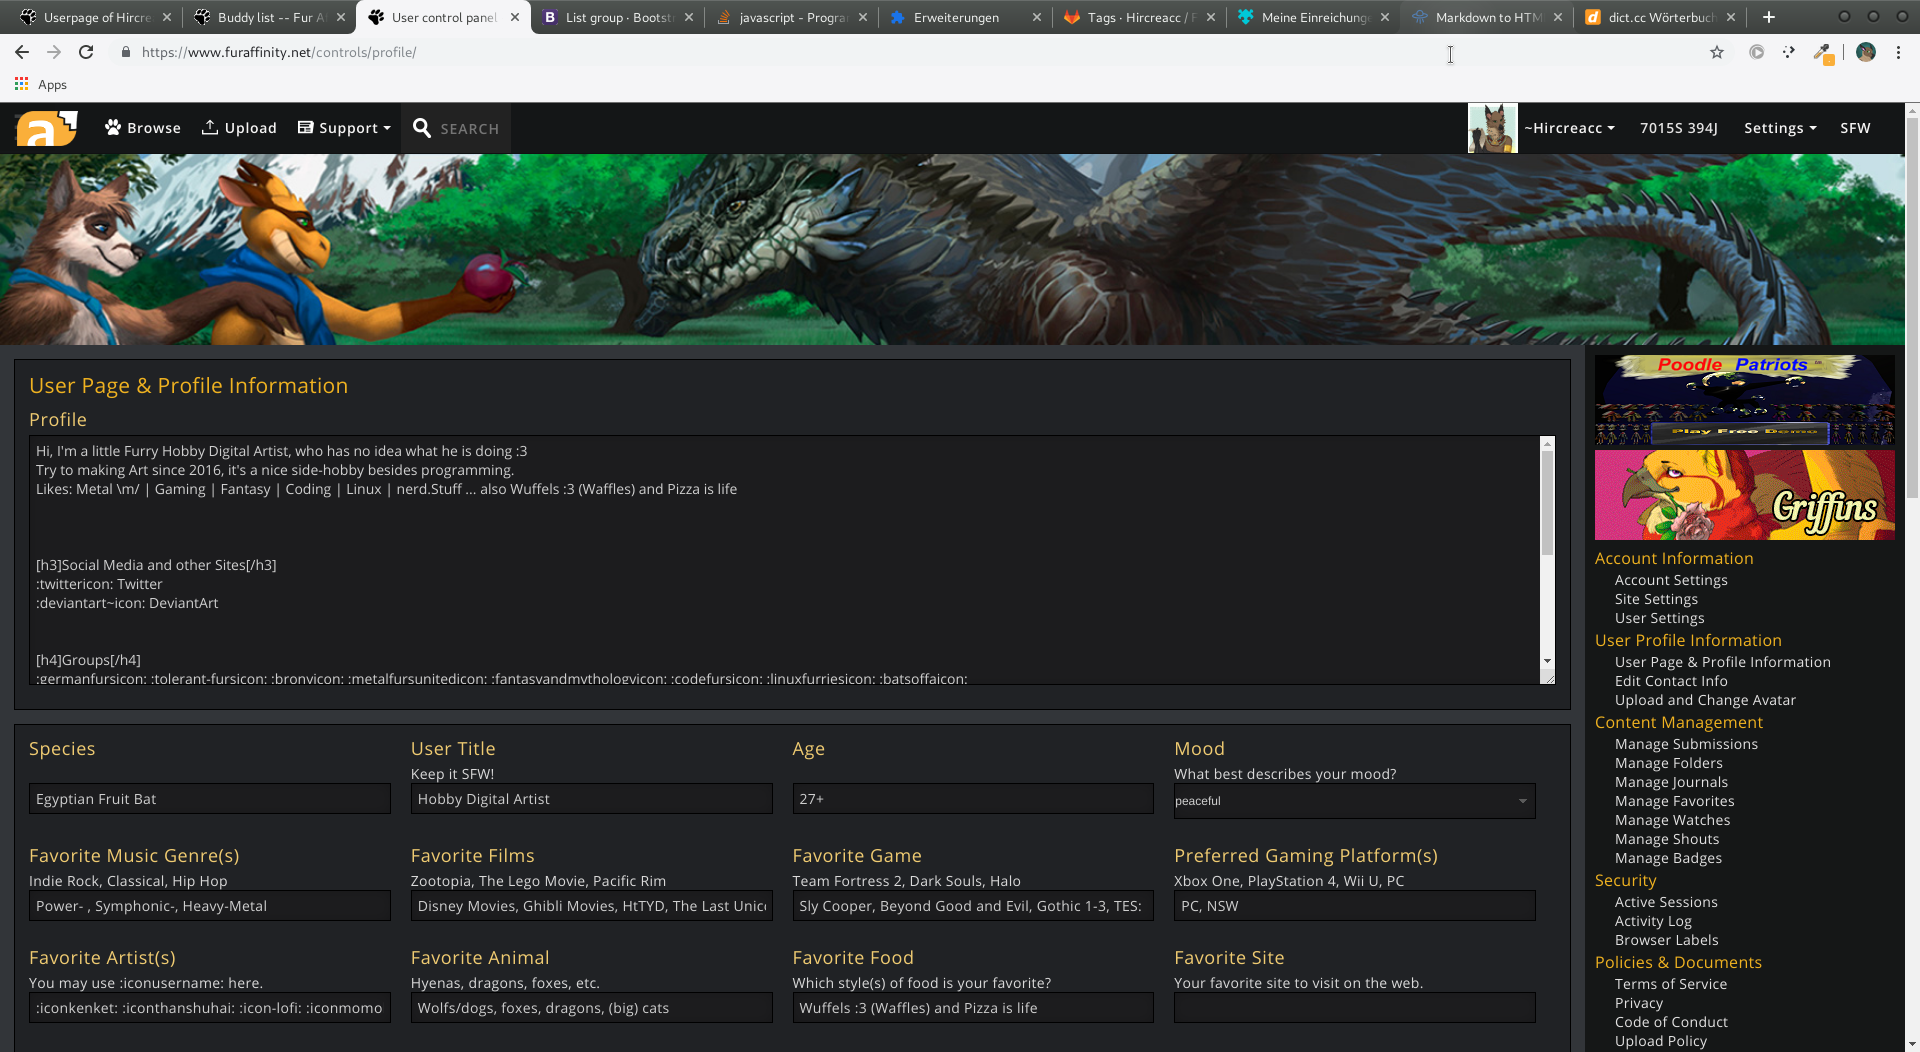 Userpage of Hircre
Buddy list -- Fur A
User control panel
List group · Bootst
javascript - Progra
Erweiterungen
Tags · Hircreacc / F
Meine Einreichung
Markdown to HTM
dict.cc Wörterbuch
https://www.furaffinity.net/controls/profile/
Apps
Browse
Upload
Support
SEARCH
~Hircreacc
7015S 394J
Settings
SFW
User Page & Profile Information
Profile
Hi, I'm a little Furry Hobby Digital Artist, who has no idea what he is doing :3
Try to making Art since 2016, it's a nice side-hobby besides programming.
Likes: Metal \m/ | Gaming | Fantasy | Coding | Linux | nerd.Stuff ... also Wuffels :3 (Waffles) and Pizza is life
[h3]Social Media and other Sites[/h3]
:twittericon: Twitter
:deviantart~icon: DeviantArt
[h4]Groups[/h4]
:germanfursicon: :tolerant-fursicon: :bronyicon: :metalfursunitedicon: :fantasyandmythologyicon: :codefursicon: :linuxfurriesicon: :batsoffaicon:
Species
Egyptian Fruit Bat
User Title
Keep it SFW!
Hobby Digital Artist
Age
27+
Mood
What best describes your mood?
peaceful
Favorite Music Genre(s)
Indie Rock, Classical, Hip Hop
Power- , Symphonic-, Heavy-Metal
Favorite Films
Zootopia, The Lego Movie, Pacific Rim
Disney Movies, Ghibli Movies, HtTYD, The Last Unic
Favorite Game
Team Fortress 2, Dark Souls, Halo
Sly Cooper, Beyond Good and Evil, Gothic 1-3, TES:
Preferred Gaming Platform(s)
Xbox One, PlayStation 4, Wii U, PC
PC, NSW
Favorite Artist(s)
You may use :iconusername: here.
:iconkenket: :iconthanshuhai: :icon-lofi: :iconmomo
Favorite Animal
Hyenas, dragons, foxes, etc.
Wolfs/dogs, foxes, dragons, (big) cats
Favorite Food
Which style(s) of food is your favorite?
Wuffels :3 (Waffles) and Pizza is life
Favorite Site
Your favorite site to visit on the web.
Poodle Patriots
Play Free Demo
Griffins
Account Information
Account Settings
Site Settings
User Settings
User Profile Information
User Page & Profile Information
Edit Contact Info
Upload and Change Avatar
Content Management
Manage Submissions
Manage Folders
Manage Journals
Manage Favorites
Manage Watches
Manage Shouts
Manage Badges
Security
Active Sessions
Activity Log
Browser Labels
Policies & Documents
Terms of Service
Privacy
Code of Conduct
Upload Policy